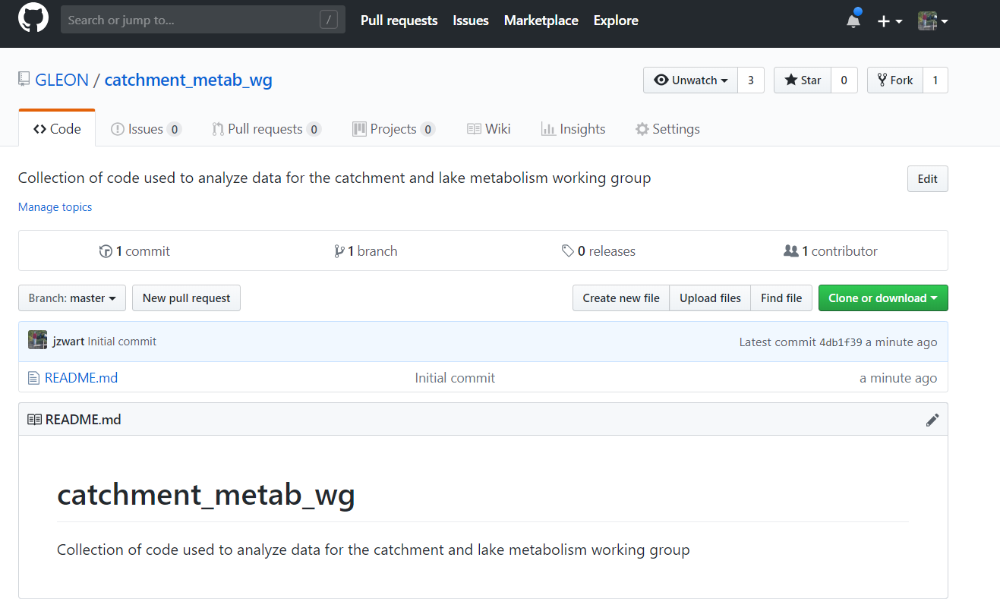 Search or jump to... / Pull requests Issues Marketplace Explore
GLEON / catchment_metab_wg Unwatch 3 Star 0 Fork 1
Code Issues 0 Pull requests 0 Projects 0 Wiki Insights Settings
Collection of code used to analyze data for the catchment and lake metabolism working group Edit
Manage topics
1 commit 1 branch 0 releases 1 contributor
Branch: master New pull request Create new file Upload files Find file Clone or download
jzwart Initial commit Latest commit 4db1f39 a minute ago
README.md Initial commit a minute ago
README.md
catchment_metab_wg
Collection of code used to analyze data for the catchment and lake metabolism working group